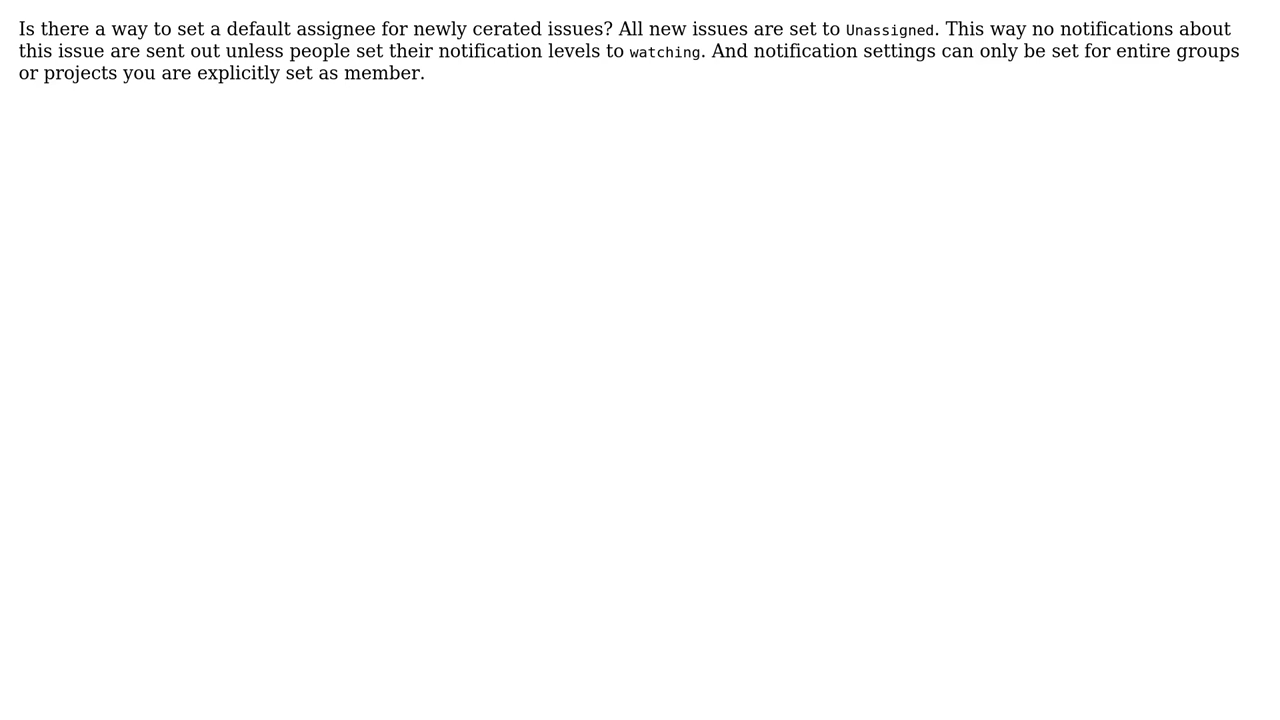 Is there a way to set a default assignee for newly cerated issues? All new issues are set to Unassigned. This way no notifications about
this issue are sent out unless people set their notification levels to watching. And notification settings can only be set for entire groups
or projects you are explicitly set as member.